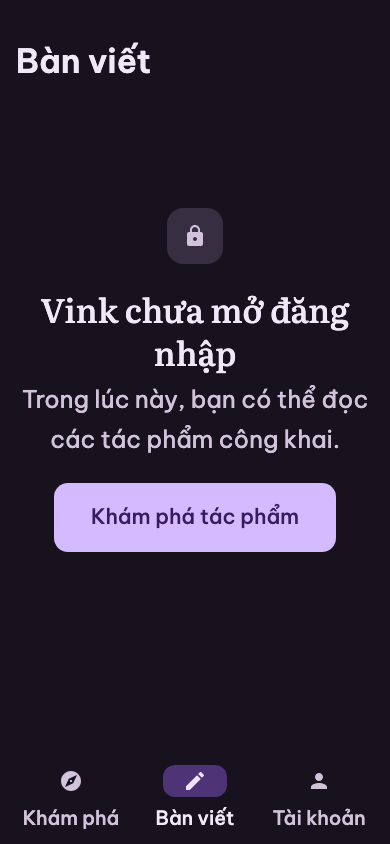 Bàn viết
Vink chưa mở đăng
nhập
Trong lúc này, bạn có thể đọc
các tác phẩm công khai.
Khám phá tác phẩm
Khám phá
Bàn viết
Tài khoản